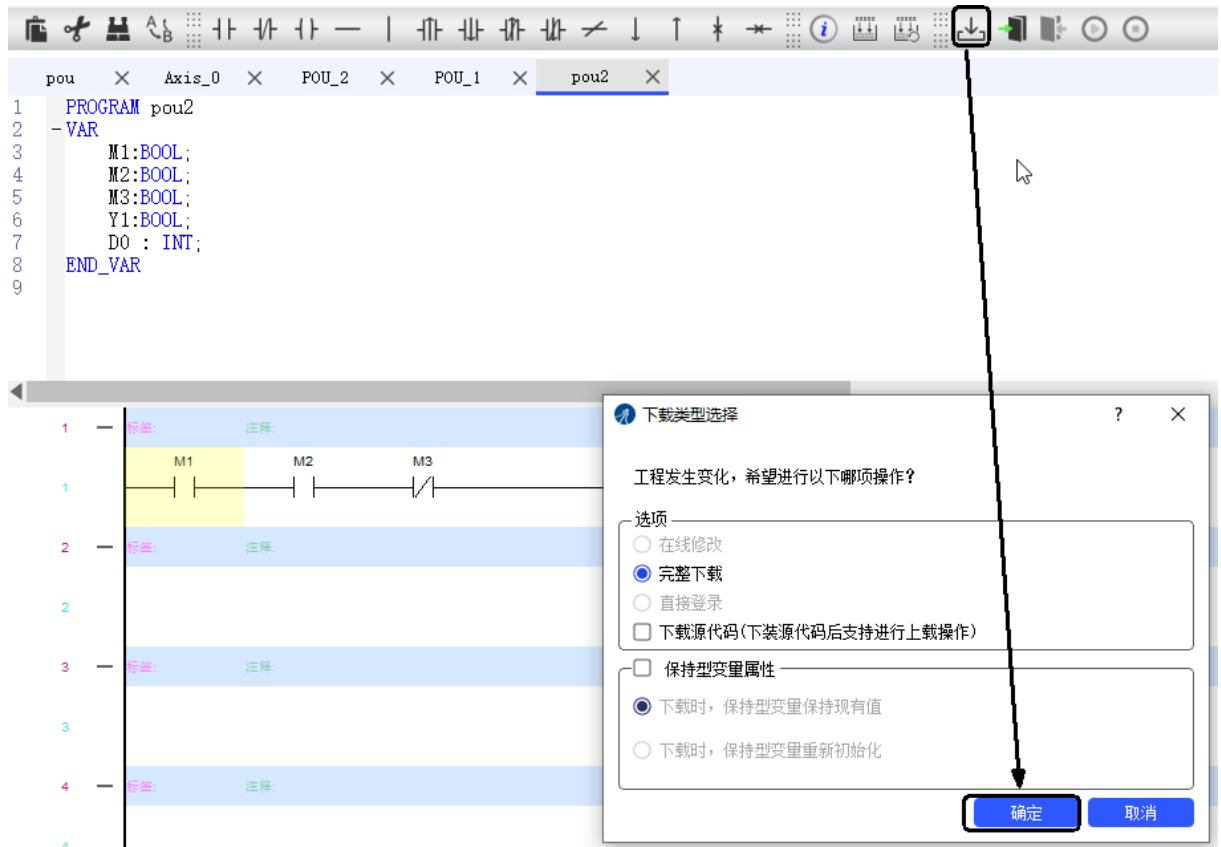 pou Axis_0 POU_2 POU_1 pou2
1 PROGRAM pou2
2 VAR
3 M1:BOOL;
4 M2:BOOL;
5 M3:BOOL;
6 Y1:BOOL;
7 D0 : INT;
8 END_VAR
9
1 标签: 注释:
M1 M2 M3
1
2 标签: 注释:
2
3 标签: 注释:
3
4 标签: 注释:
4
下载类型选择
工程发生变化，希望进行以下哪项操作?
选项
在线修改
完整下载
直接登录
下载源代码(下装源代码后支持进行上载操作)
保持型变量属性
下载时，保持型变量保持现有值
下载时，保持型变量重新初始化
确定 取消